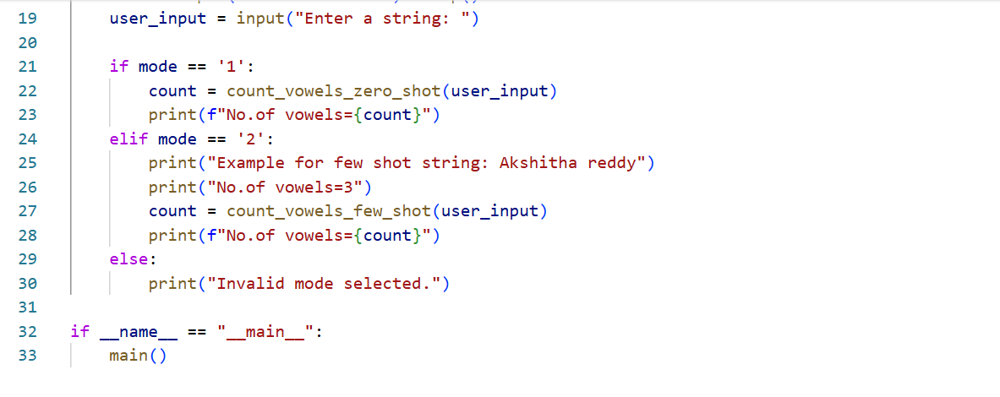 19 user_input = input("Enter a string: ")
20
21 if mode == '1':
22 count = count_vowels_zero_shot(user_input)
23 print(f"No.of vowels={count}")
24 elif mode == '2':
25 print("Example for few shot string: Akshitha reddy")
26 print("No.of vowels=3")
27 count = count_vowels_few_shot(user_input)
28 print(f"No.of vowels={count}")
29 else:
30 print("Invalid mode selected.")
31
32 if __name__ == "__main__":
33 main()